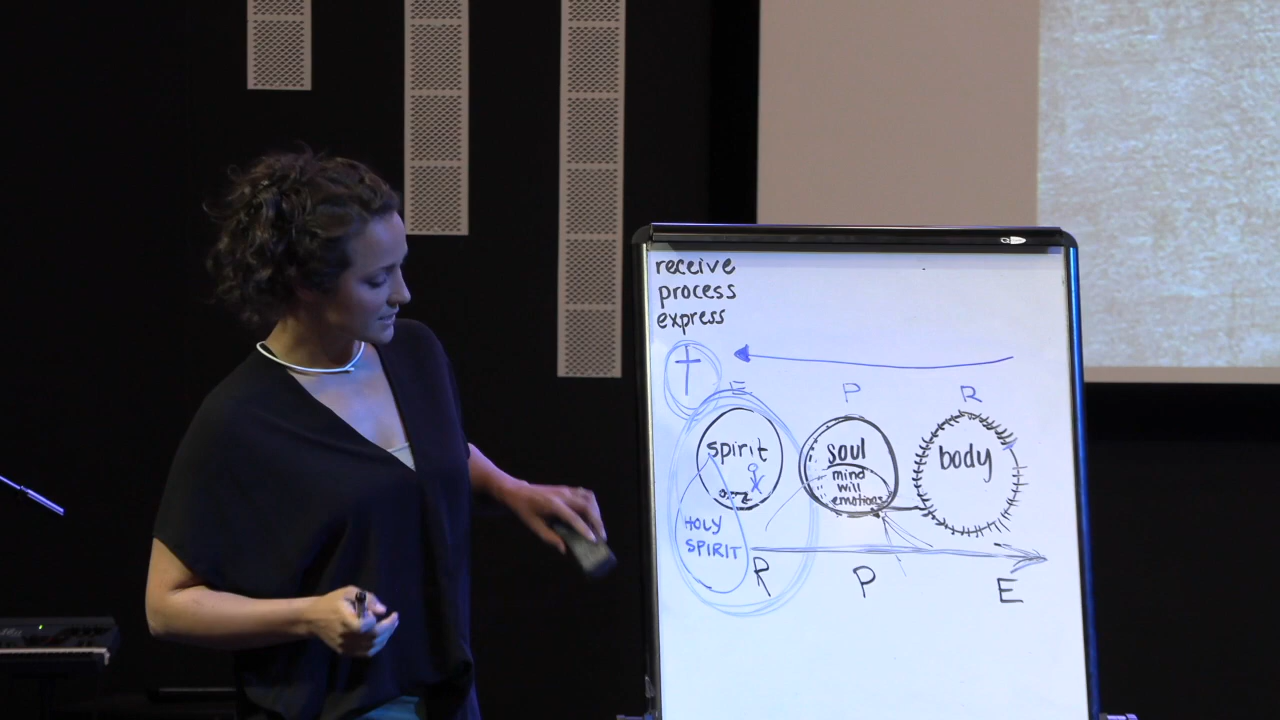 receive
process
express
E P R
spirit
soul
mind
will
emotions
body
HOLY
SPIRIT
R P E